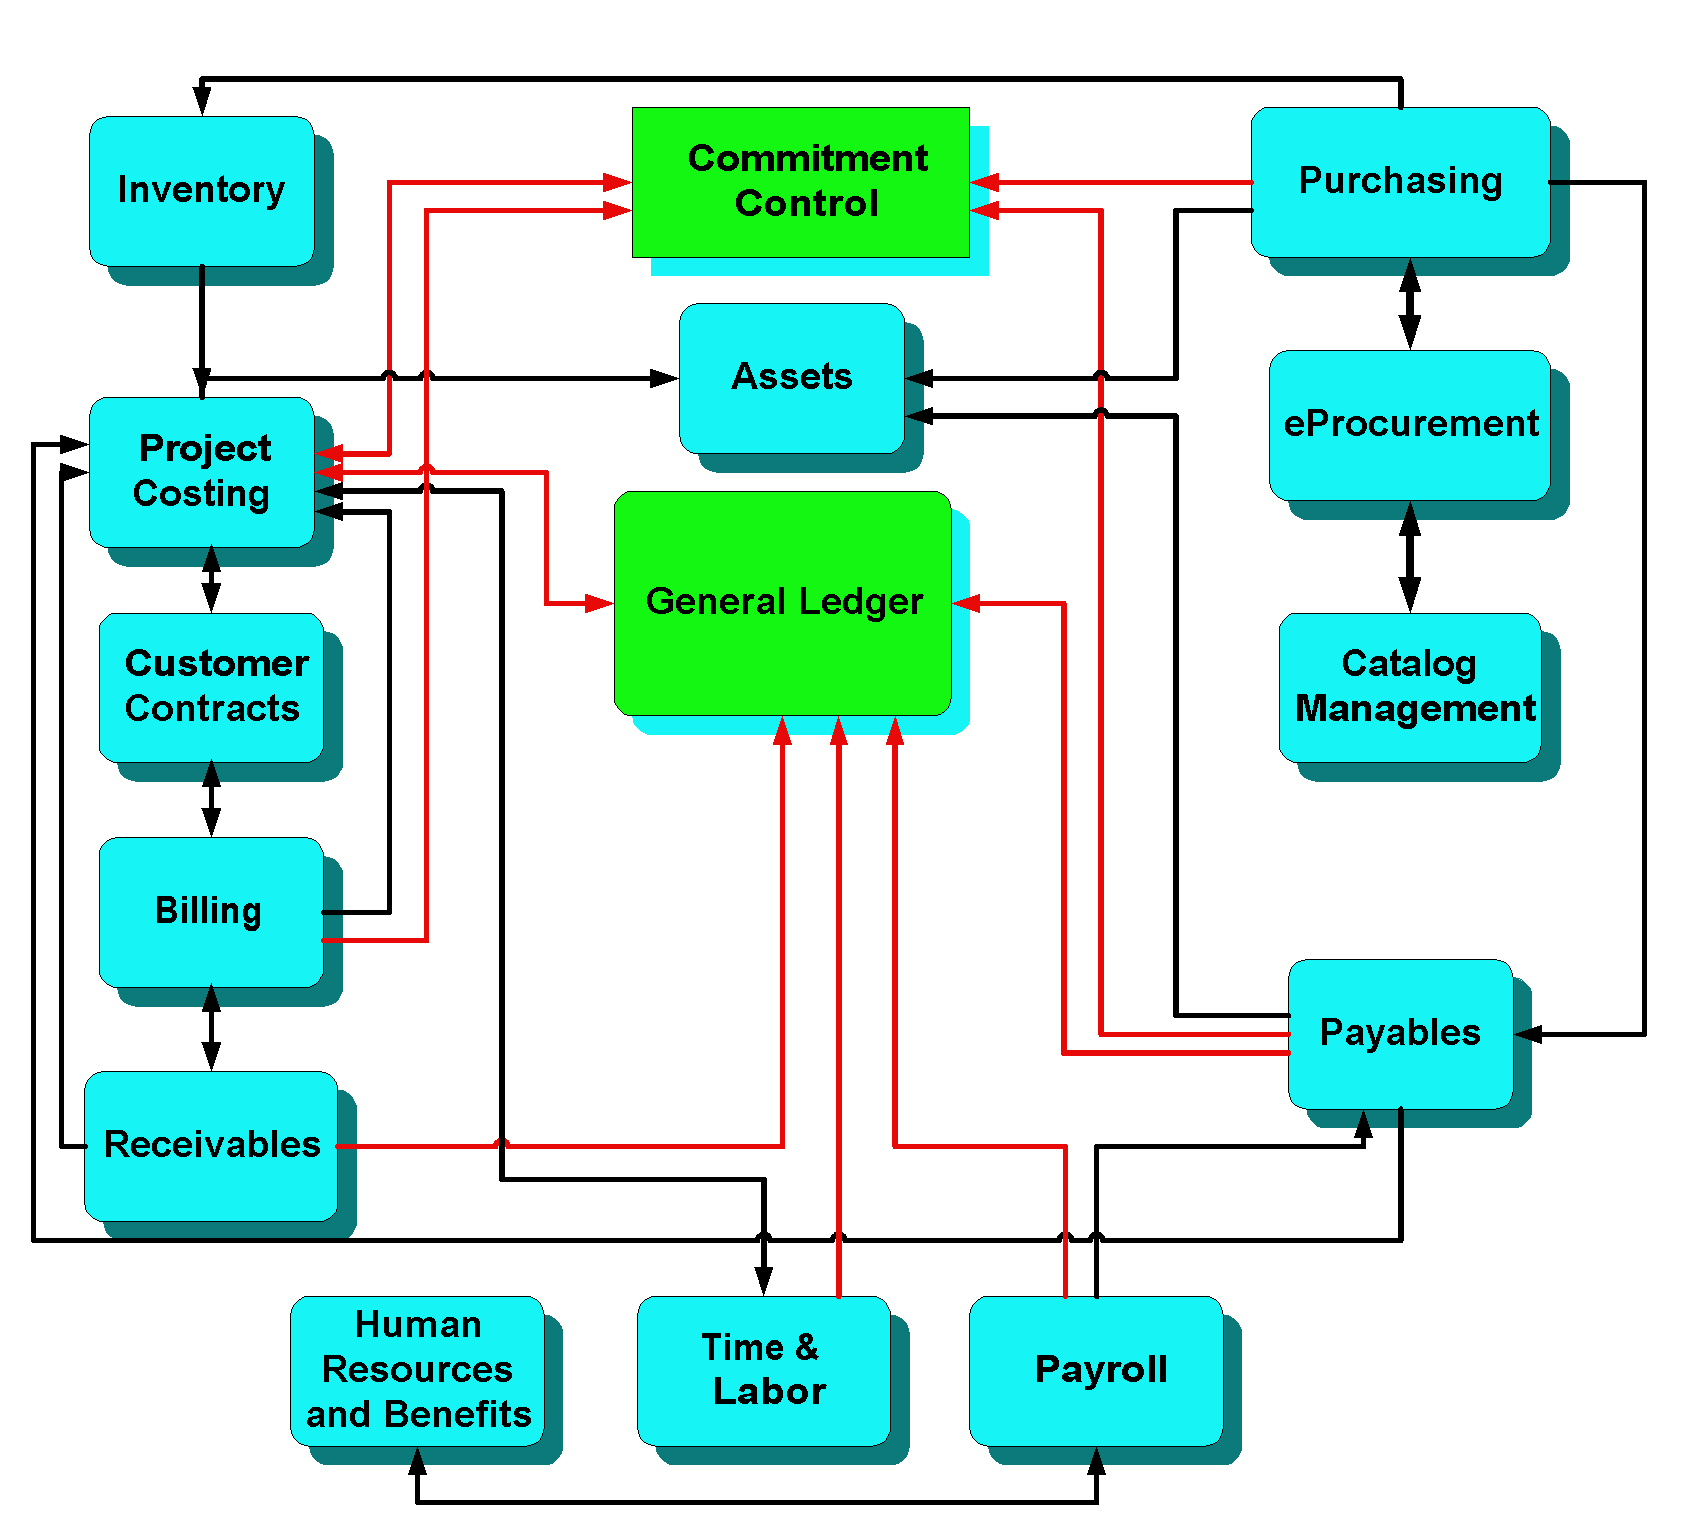 Inventory
Commitment
Control
Purchasing
Assets
eProcurement
Project
Costing
General Ledger
Customer
Contracts
Catalog
Management
Billing
Payables
Receivables
Human
Resources
and Benefits
Time &
Labor
Payroll